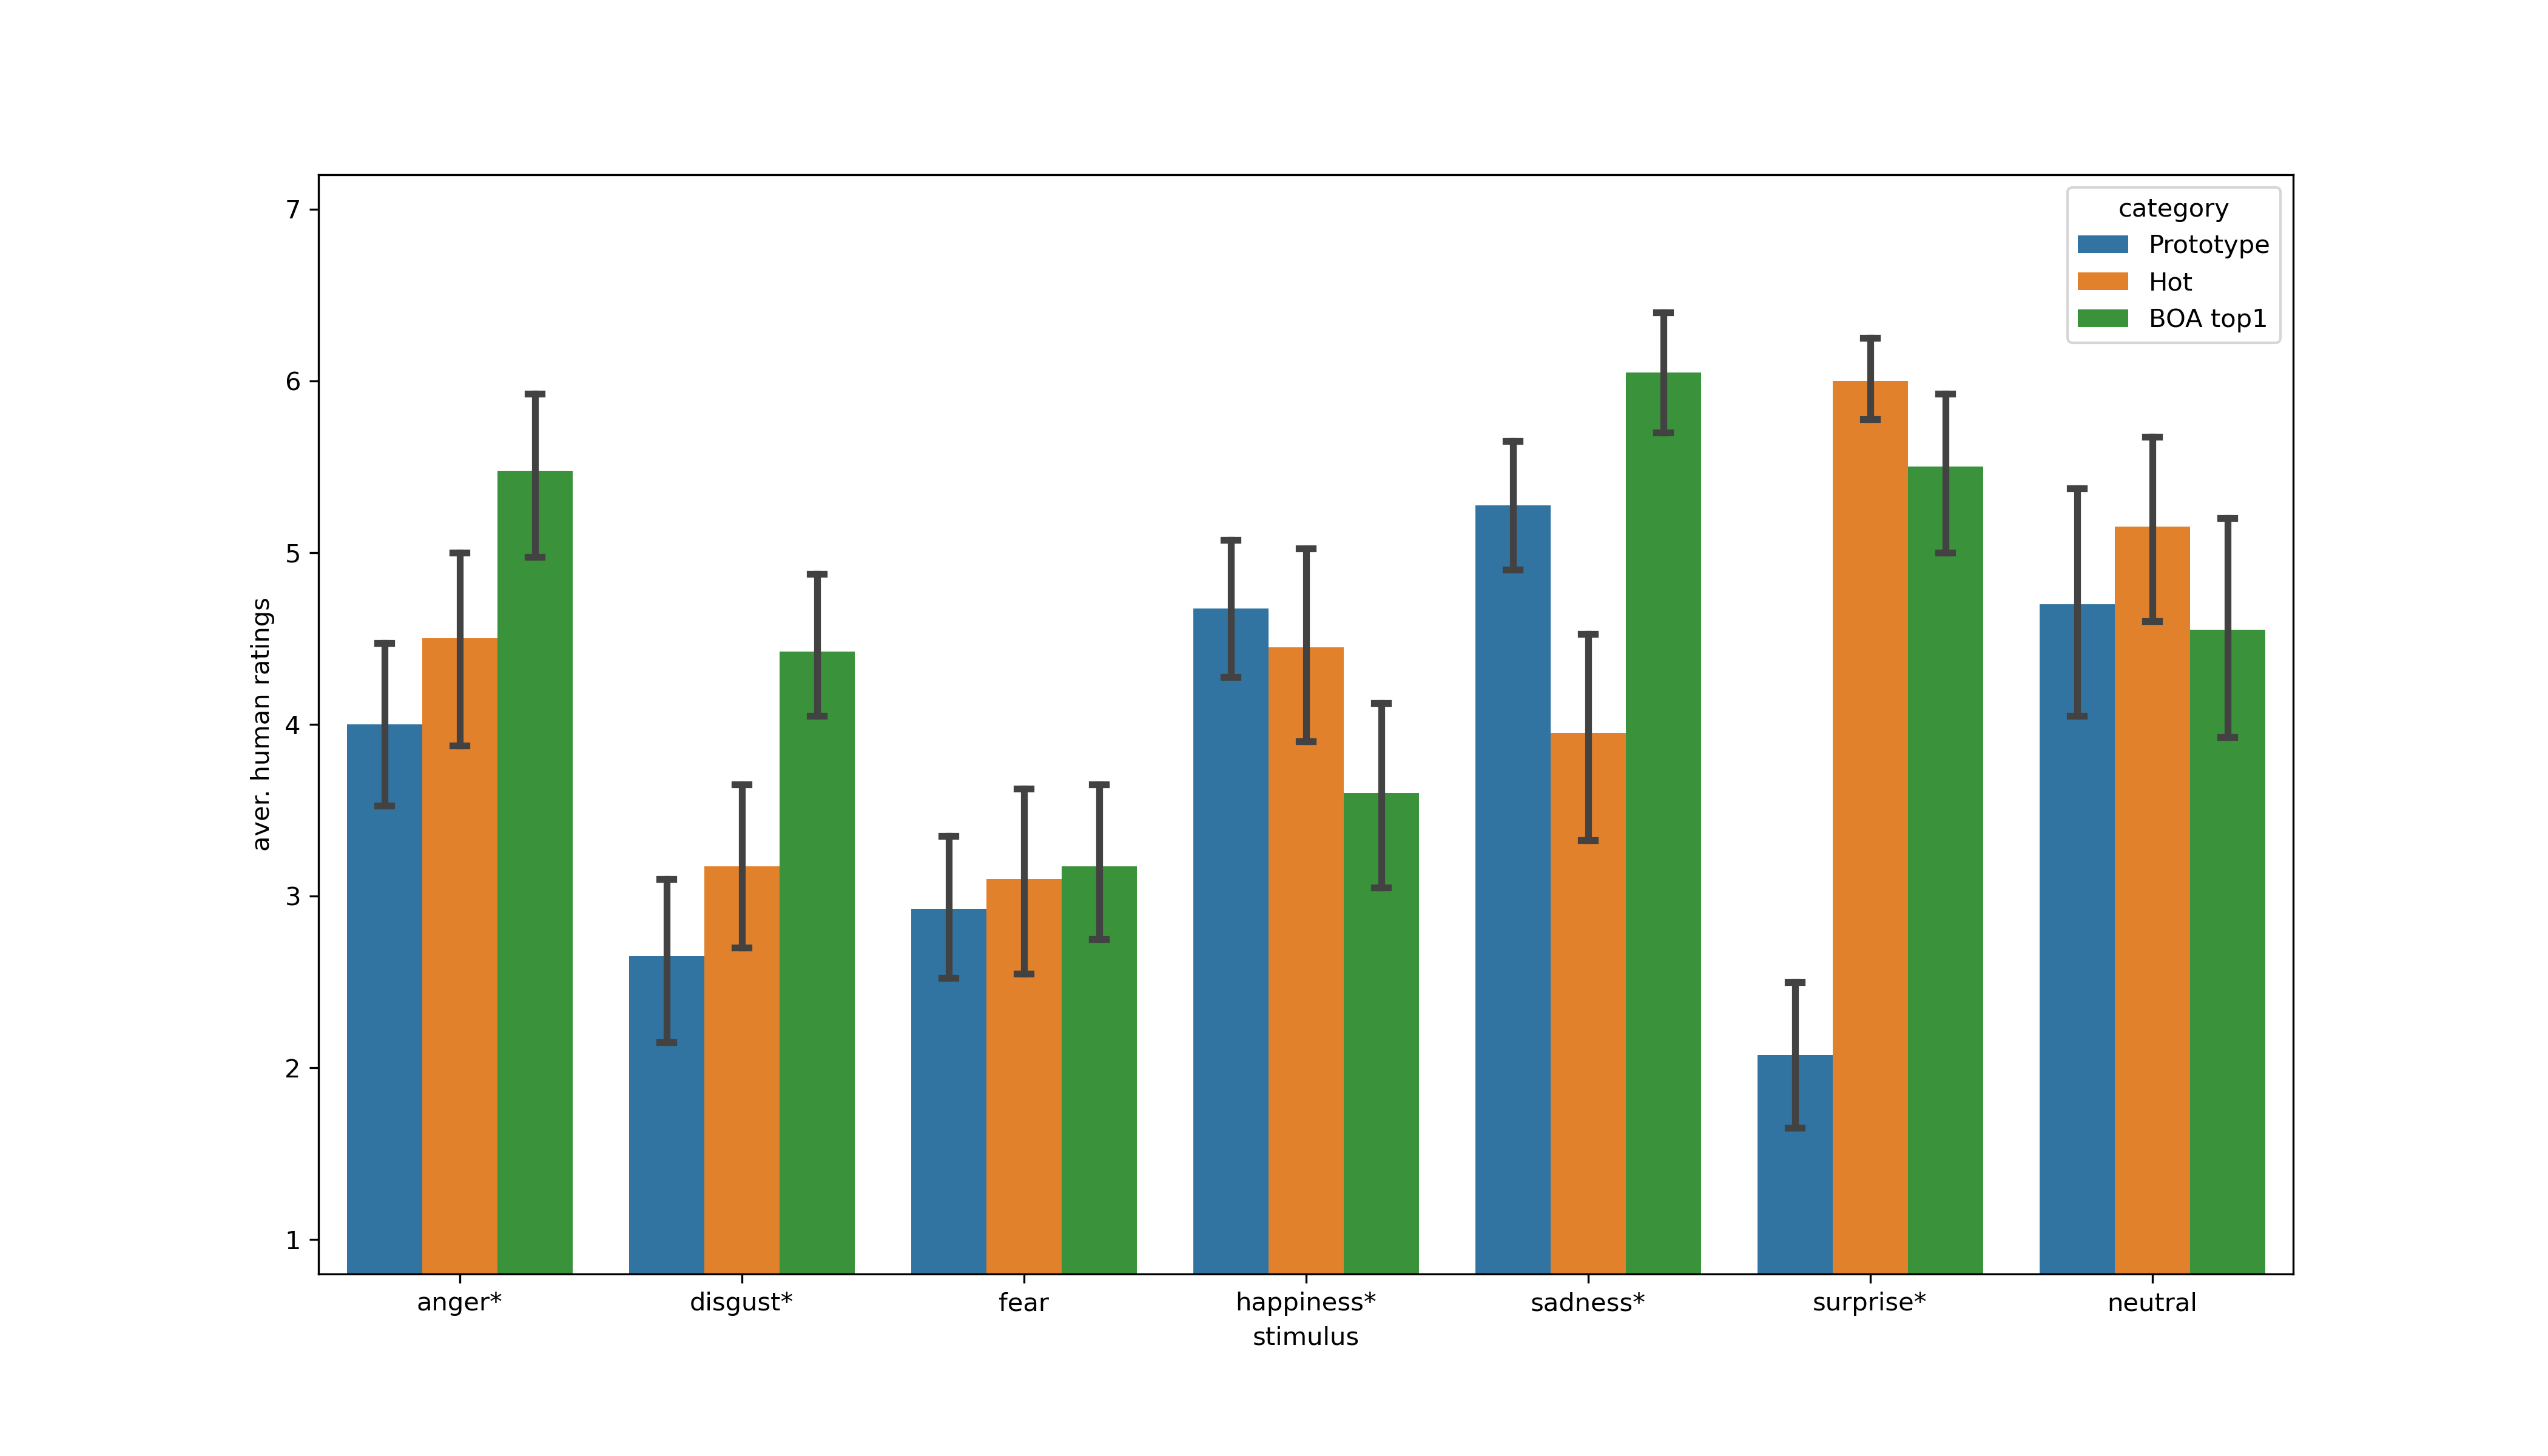 category
Prototype
Hot
BOA top1
7
6
5
4
3
2
1
aver. human ratings
anger* disgust* fear happiness* sadness* surprise* neutral
stimulus